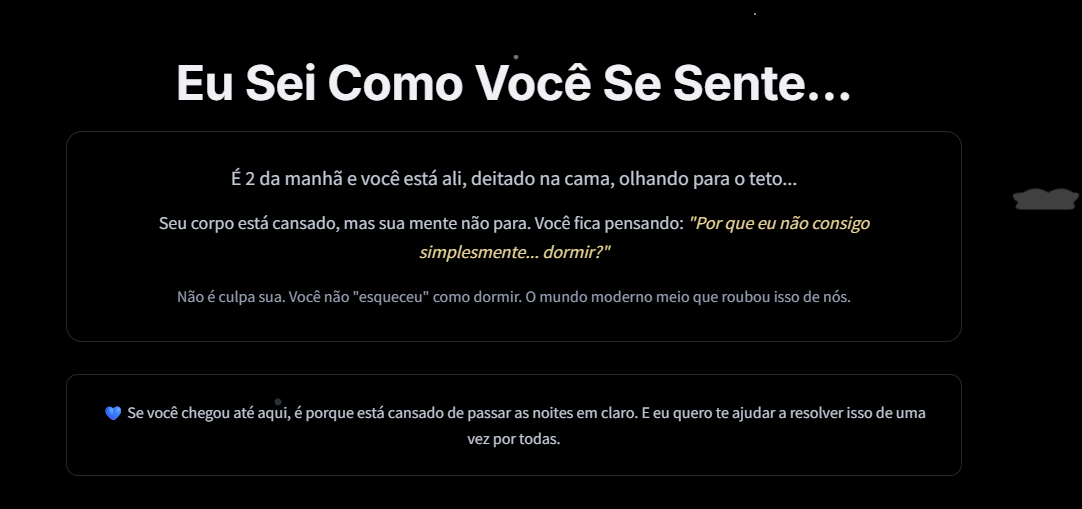 Eu Sei Como Você Se Sente...
É 2 da manhã e você está ali, deitado na cama, olhando para o teto...
Seu corpo está cansado, mas sua mente não para. Você fica pensando: "Por que eu não consigo
simplesmente... dormir?"
Não é culpa sua. Você não "esqueceu" como dormir. O mundo moderno meio que roubou isso de nós.
💙 Se você chegou até aqui, é porque está cansado de passar as noites em claro. E eu quero te ajudar a resolver isso de uma
vez por todas.